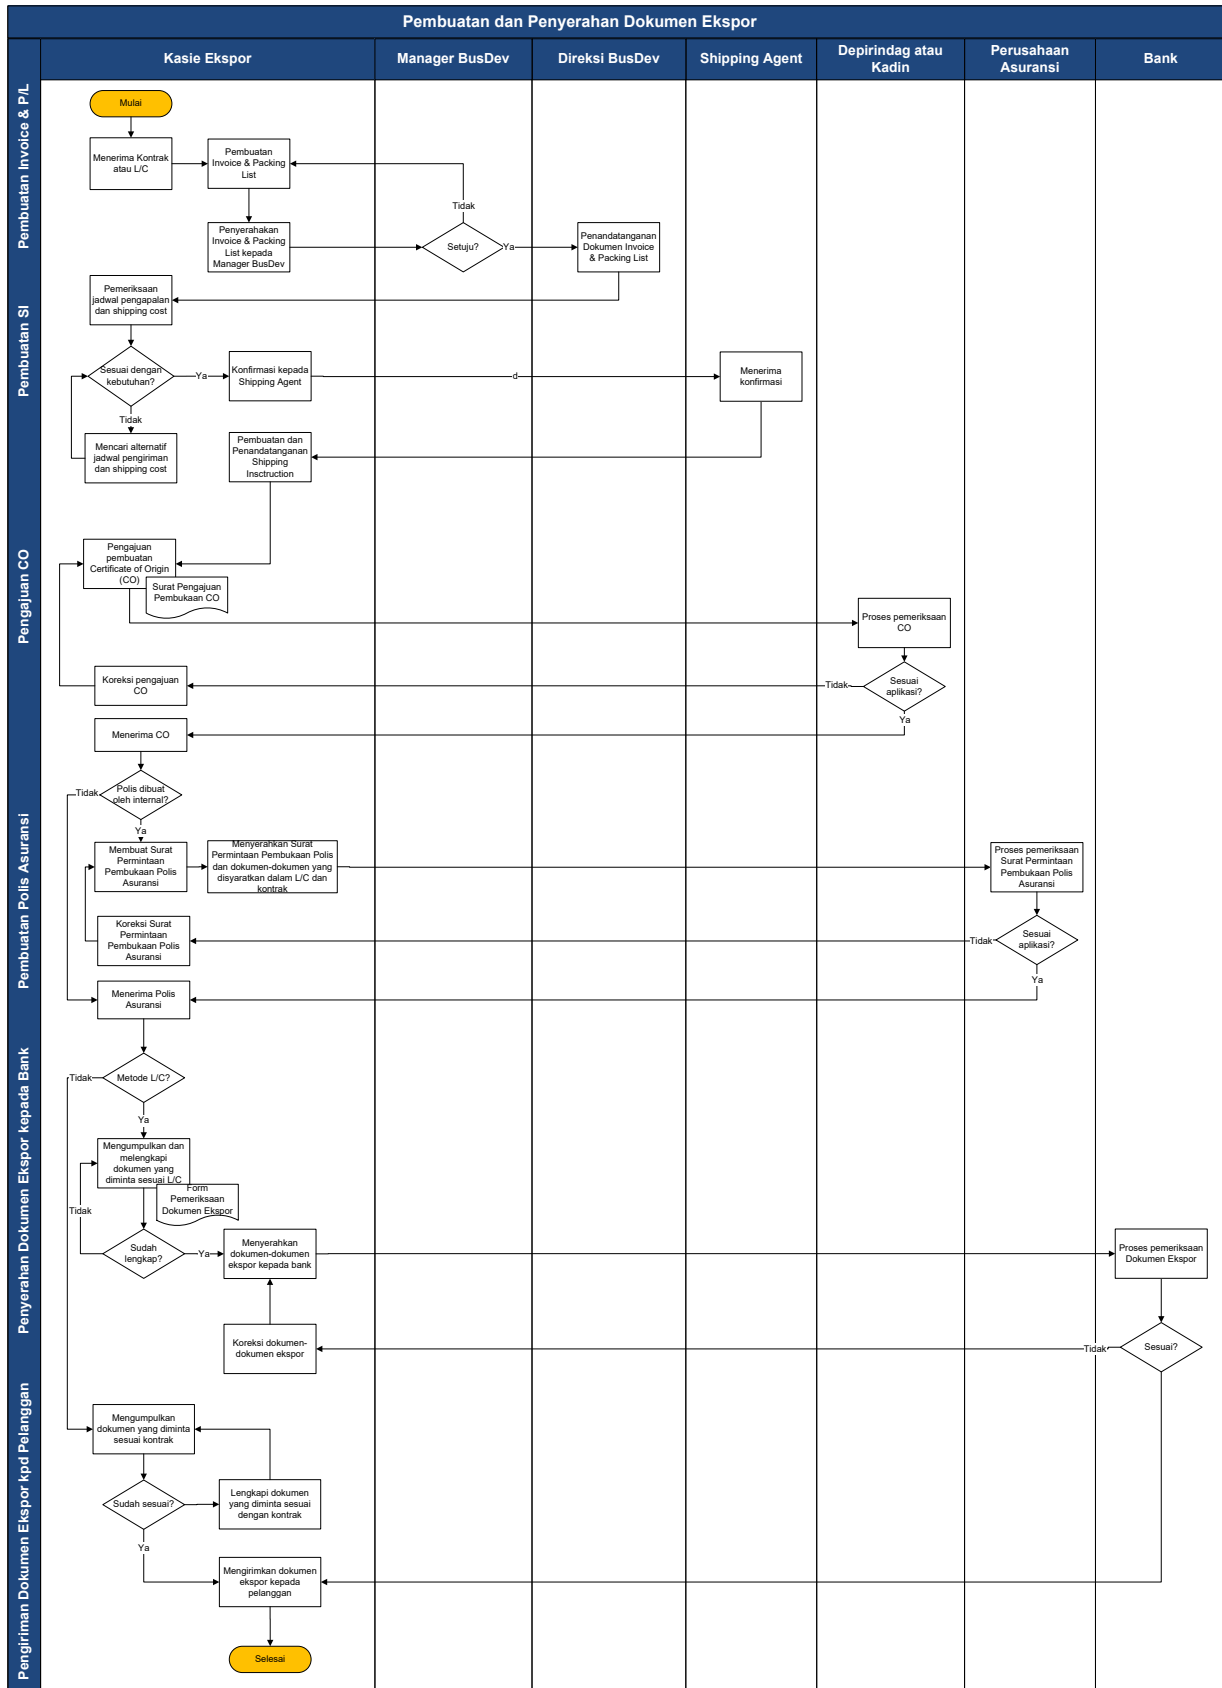 Pembuatan dan Penyerahan Dokumen Ekspor
Kasie Ekspor
Manager BusDev
Direksi BusDev
Shipping Agent
Depirindag atau
Kadin
Perusahaan
Asuransi
Bank
Pembuatan Invoice & P/L
Mulai
Menerima Kontrak
atau L/C
Pembuatan
Invoice & Packing
List
Tidak
Penyerahakan
Invoice & Packing
List kepada
Manager BusDev
Setuju?
Ya
Penandatanganan
Dokumen Invoice
& Packing List
Pembuatan SI
Pemeriksaan
jadwal pengapalan
dan shipping cost
Sesuai dengan
kebutuhan?
Ya
Konfirmasi kepada
Shipping Agent
d
Menerima
konfirmasi
Tidak
Mencari alternatif
jadwal pengiriman
dan shipping cost
Pembuatan dan
Penandatanganan
Shipping
Insctruction
Pengajuan CO
Pengajuan
pembuatan
Certificate of Origin
(CO)
Surat Pengajuan
Pembukaan CO
Proses pemeriksaan
CO
Koreksi pengajuan
CO
Tidak
Sesuai
aplikasi?
Ya
Menerima CO
Pembuatan Polis Asuransi
Tidak
Polis dibuat
oleh internal?
Ya
Membuat Surat
Permintaan
Pembukaan Polis
Asuransi
Menyerahkan Surat
Permintaan Pembukaan Polis
dan dokumen-dokumen yang
disyaratkan dalam L/C dan
kontrak
Proses pemeriksaan
Surat Permintaan
Pembukaan Polis
Asuransi
Koreksi Surat
Permintaan
Pembukaan Polis
Asuransi
Tidak
Sesuai
aplikasi?
Ya
Menerima Polis
Asuransi
Penyerahan Dokumen Ekspor kepada Bank
Tidak
Metode L/C?
Ya
Mengumpulkan dan
melengkapi
dokumen yang
diminta sesuai L/C
Form
Pemeriksaan
Dokumen Ekspor
Tidak
Sudah
lengkap?
Ya
Menyerahkan
dokumen-dokumen
ekspor kepada bank
Proses pemeriksaan
Dokumen Ekspor
Koreksi dokumen-
dokumen ekspor
Tidak
Sesuai?
Pengiriman Dokumen Ekspor kpd Pelanggan
Mengumpulkan
dokumen yang diminta
sesuai kontrak
Sudah sesuai?
Lengkapi dokumen
yang diminta sesuai
dengan kontrak
Ya
Mengirimkan dokumen
ekspor kepada
pelanggan
Selesai